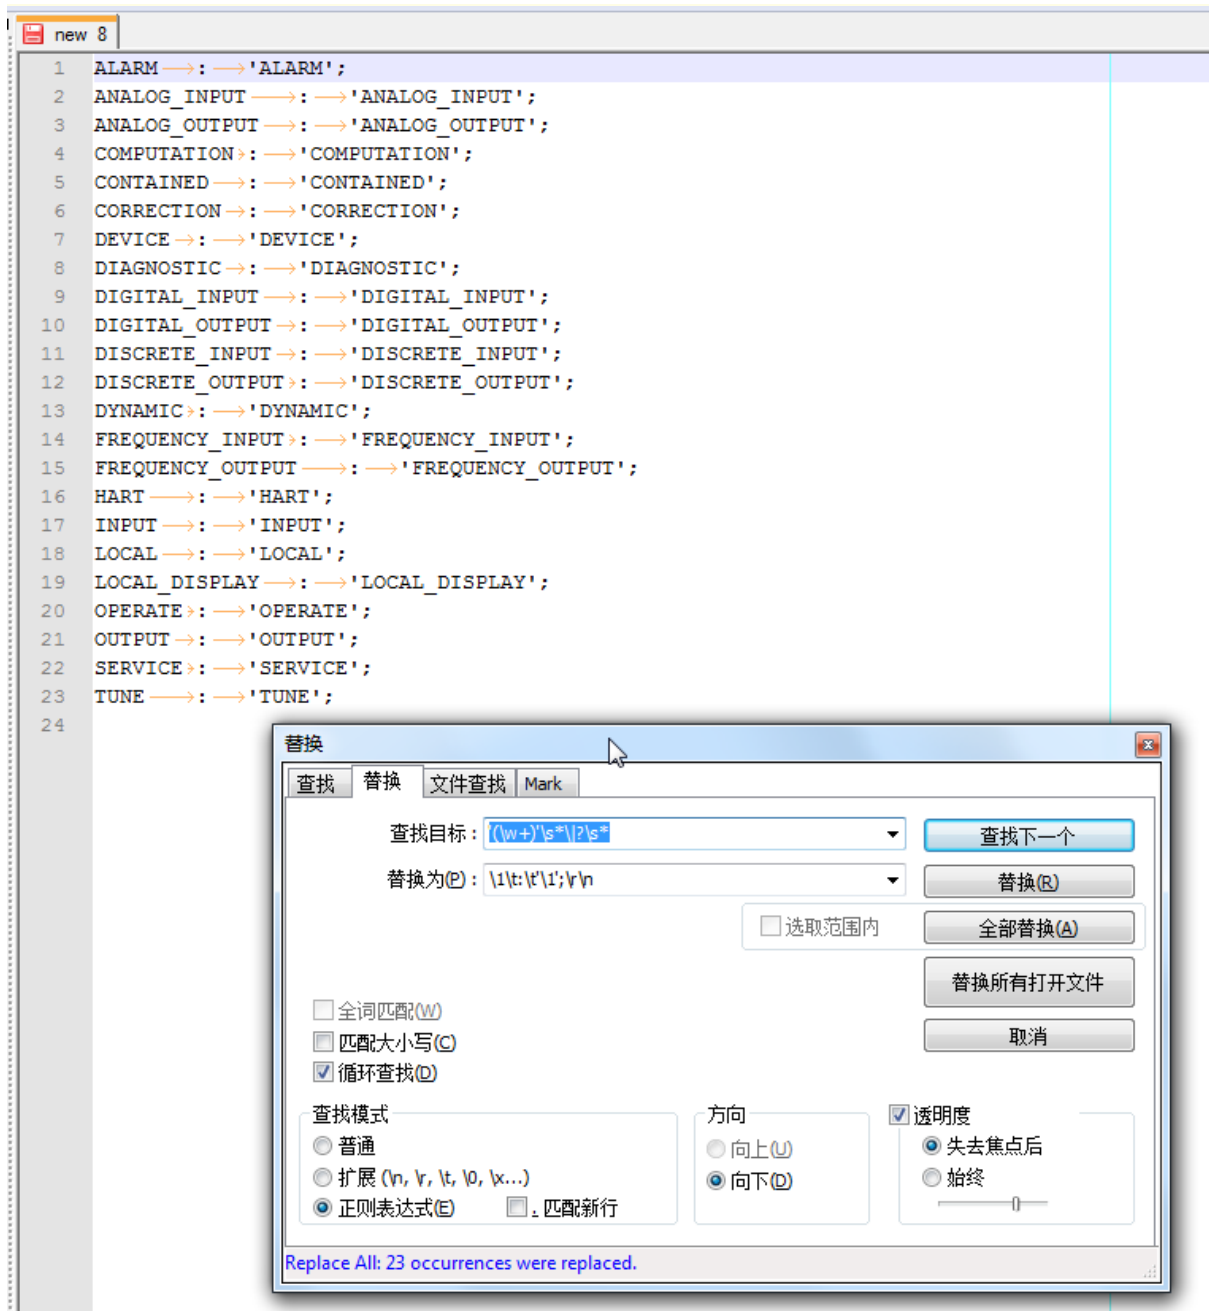 new 8
1 ALARM→:→'ALARM';
2 ANALOG_INPUT→:→'ANALOG_INPUT';
3 ANALOG_OUTPUT→:→'ANALOG_OUTPUT';
4 COMPUTATION→:→'COMPUTATION';
5 CONTAINED→:→'CONTAINED';
6 CORRECTION→:→'CORRECTION';
7 DEVICE→:→'DEVICE';
8 DIAGNOSTIC→:→'DIAGNOSTIC';
9 DIGITAL_INPUT→:→'DIGITAL_INPUT';
10 DIGITAL_OUTPUT→:→'DIGITAL_OUTPUT';
11 DISCRETE_INPUT→:→'DISCRETE_INPUT';
12 DISCRETE_OUTPUT→:→'DISCRETE_OUTPUT';
13 DYNAMIC→:→'DYNAMIC';
14 FREQUENCY_INPUT→:→'FREQUENCY_INPUT';
15 FREQUENCY_OUTPUT→:→'FREQUENCY_OUTPUT';
16 HART→:→'HART';
17 INPUT→:→'INPUT';
18 LOCAL→:→'LOCAL';
19 LOCAL_DISPLAY→:→'LOCAL_DISPLAY';
20 OPERATE→:→'OPERATE';
21 OUTPUT→:→'OUTPUT';
22 SERVICE→:→'SERVICE';
23 TUNE→:→'TUNE';
24
替换
查找 替换 文件查找 Mark
查找目标： '(\w+)'\s*\|?\s* 查找下一个
替换为(P)： \1\t:\t'\1';\r\n 替换(R)
选取范围内 全部替换(A)
替换所有打开文件
全词匹配(W)
取消
匹配大小写(C)
循环查找(D)
查找模式 方向 透明度
普通 向上(U) 失去焦点后
扩展 (\n, \r, \t, \0, \x...) 向下(D) 始终
正则表达式(E) . 匹配新行
Replace All: 23 occurrences were replaced.